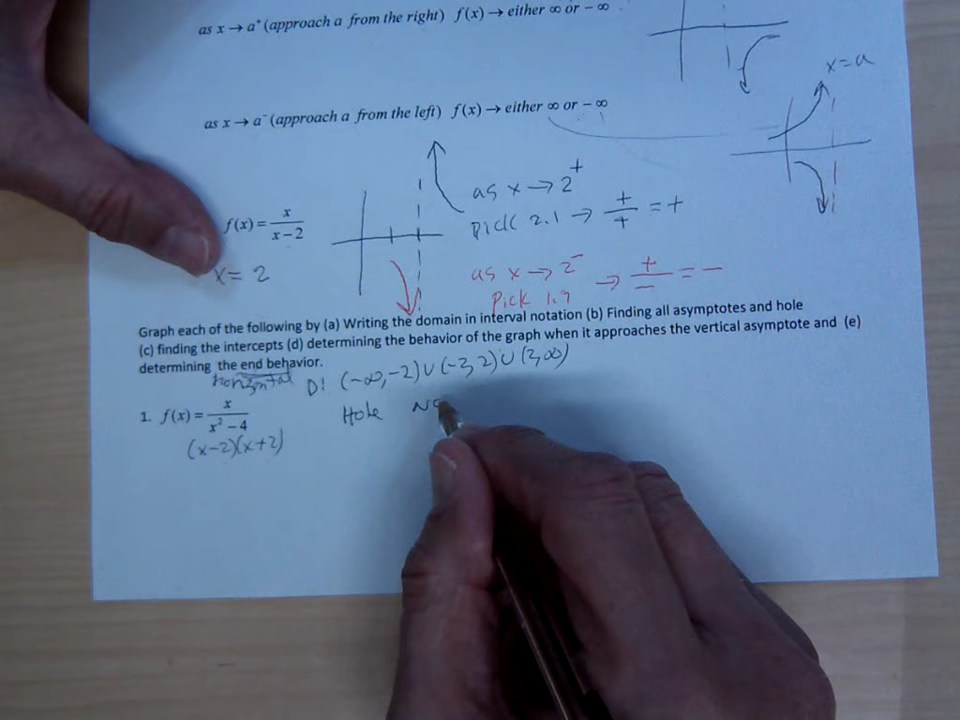 as x → a⁺ (approach a from the right) f(x) → either ∞ or − ∞
x=a
as x → a⁻ (approach a from the left) f(x) → either ∞ or − ∞
as x → 2⁺
f(x) = x/(x−2)
pick 2.1 → +/+ = +
x = 2
as x → 2⁻ → +/− = −
Pick 1.9
Graph each of the following by (a) Writing the domain in interval notation (b) Finding all asymptotes and hole
(c) finding the intercepts (d) determining the behavior of the graph when it approaches the vertical asymptote and (e)
determining the end behavior.
horizontal
D: (−∞,−2)∪(−2,2)∪(2,∞)
1. f(x) = x/(x²−4)
Hole No
(x−2)(x+2)